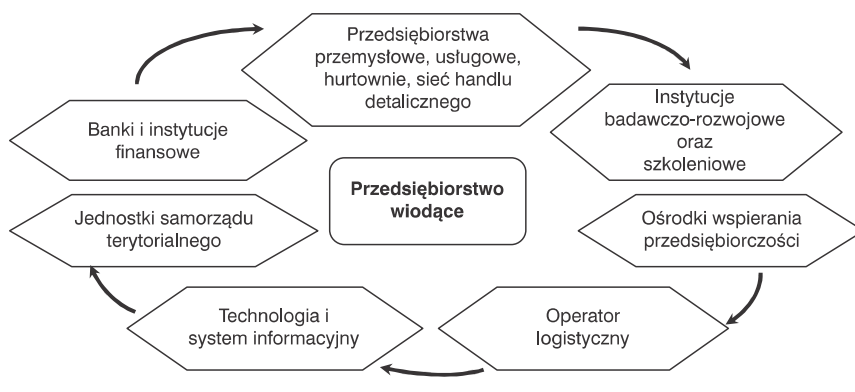 Przedsiębiorstwa
przemysłowe, usługowe,
hurtownie, sieć handlu
detalicznego
Instytucje
badawczo-rozwojowe
oraz
szkoleniowe
Banki i instytucje
finansowe
Przedsiębiorstwo
wiodące
Jednostki samorządu
terytorialnego
Ośrodki wspierania
przedsiębiorczości
Technologia i
system informacyjny
Operator
logistyczny